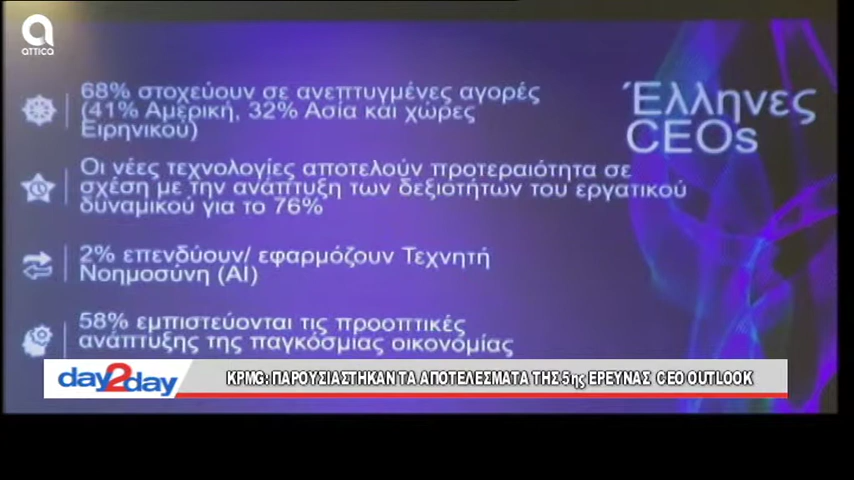 attica
68% στοχεύουν σε ανεπτυγμένες αγορές
(41% Αμερική, 32% Ασία και χώρες
Ειρηνικού)
Έλληνες
CEOs
Οι νέες τεχνολογίες αποτελούν προτεραιότητα σε
σχέση με την ανάπτυξη των δεξιοτήτων του εργατικού
δυναμικού για το 76%
2% επενδύουν/ εφαρμόζουν Τεχνητή
Νοημοσύνη (AI)
58% εμπιστεύονται τις προοπτικές
ανάπτυξης της παγκόσμιας οικονομίας
day2day
KPMG: ΠΑΡΟΥΣΙΑΣΤΗΚΑΝ ΤΑ ΑΠΟΤΕΛΕΣΜΑΤΑ ΤΗΣ 5ης ΕΡΕΥΝΑΣ CEO OUTLOOK